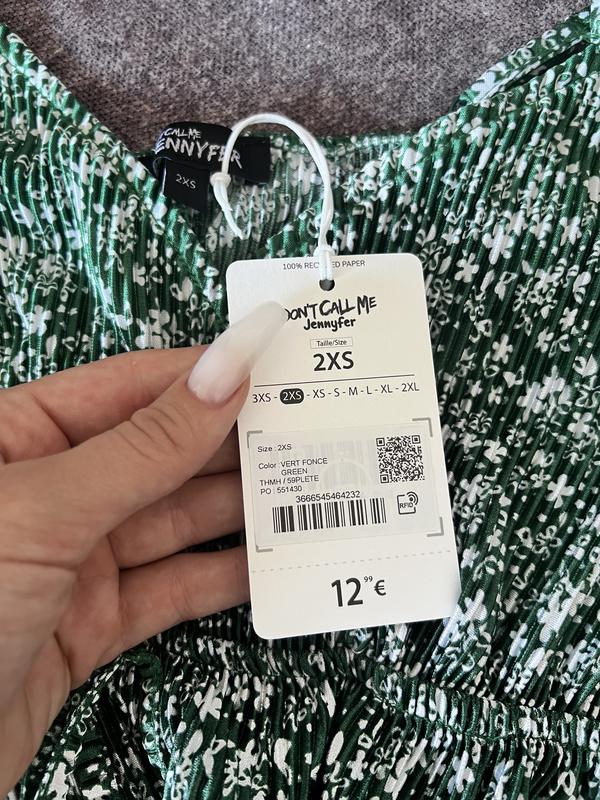 CALL ME
JENNYFER
2XS
100% RECYCLED PAPER
DON'T CALL ME
Jennyfer
Taille/Size
2XS
3XS - 2XS - XS - S - M - L - XL - 2XL
Size : 2XS
Color : VERT FONCE
GREEN
THMH / 59PLETE
PO : 551430
3666545464232
RFID
12,99 €